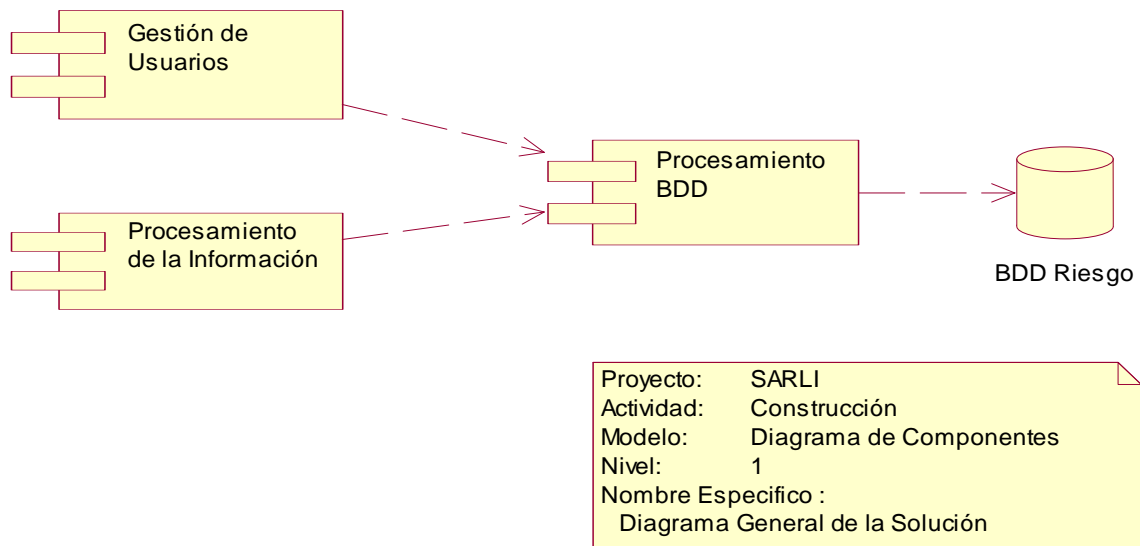 Gestión de
Usuarios
Procesamiento
BDD
Procesamiento
de la Información
BDD Riesgo
Proyecto: SARLI
Actividad: Construcción
Modelo: Diagrama de Componentes
Nivel: 1
Nombre Especifico :
Diagrama General de la Solución